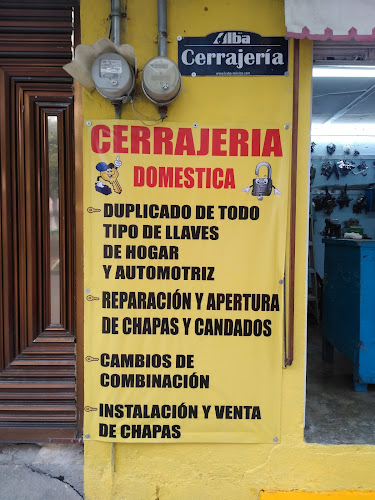 Alba
Cerrajería
CERRAJERIA
DOMESTICA
DUPLICADO DE TODO
TIPO DE LLAVES
DE HOGAR
Y AUTOMOTRIZ
REPARACIÓN Y APERTURA
DE CHAPAS Y CANDADOS
CAMBIOS DE
COMBINACIÓN
INSTALACIÓN Y VENTA
DE CHAPAS